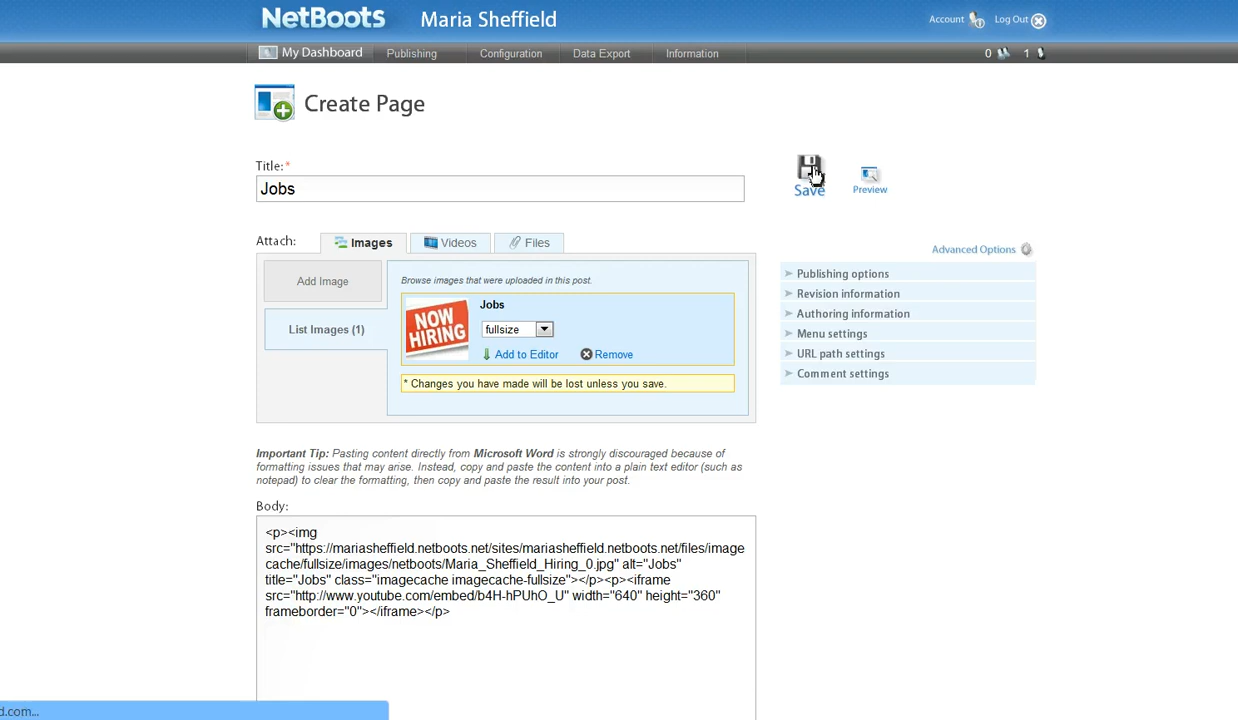 NetBoots
Maria Sheffield
Account
Log Out
My Dashboard
Publishing
Configuration
Data Export
Information
0
1
Create Page
Title:*
Jobs
Save
Preview
Attach:
Images
Videos
Files
Advanced Options
Add Image
List Images (1)
Browse images that were uploaded in this post.
NOW
HIRING
Jobs
fullsize
Add to Editor
Remove
* Changes you have made will be lost unless you save.
Publishing options
Revision information
Authoring information
Menu settings
URL path settings
Comment settings
Important Tip: Pasting content directly from Microsoft Word is strongly discouraged because of
formatting issues that may arise. Instead, copy and paste the content into a plain text editor (such as
notepad) to clear the formatting, then copy and paste the result into your post.
Body:
<p><img
src="https://mariasheffield.netboots.net/sites/mariasheffield.netboots.net/files/image
cache/fullsize/images/netboots/Maria_Sheffield_Hiring_0.jpg" alt="Jobs"
title="Jobs" class="imagecache imagecache-fullsize"></p><p><iframe
src="http://www.youtube.com/embed/b4H-hPUhO_U" width="640" height="360"
frameborder="0"></iframe></p>
d.com...